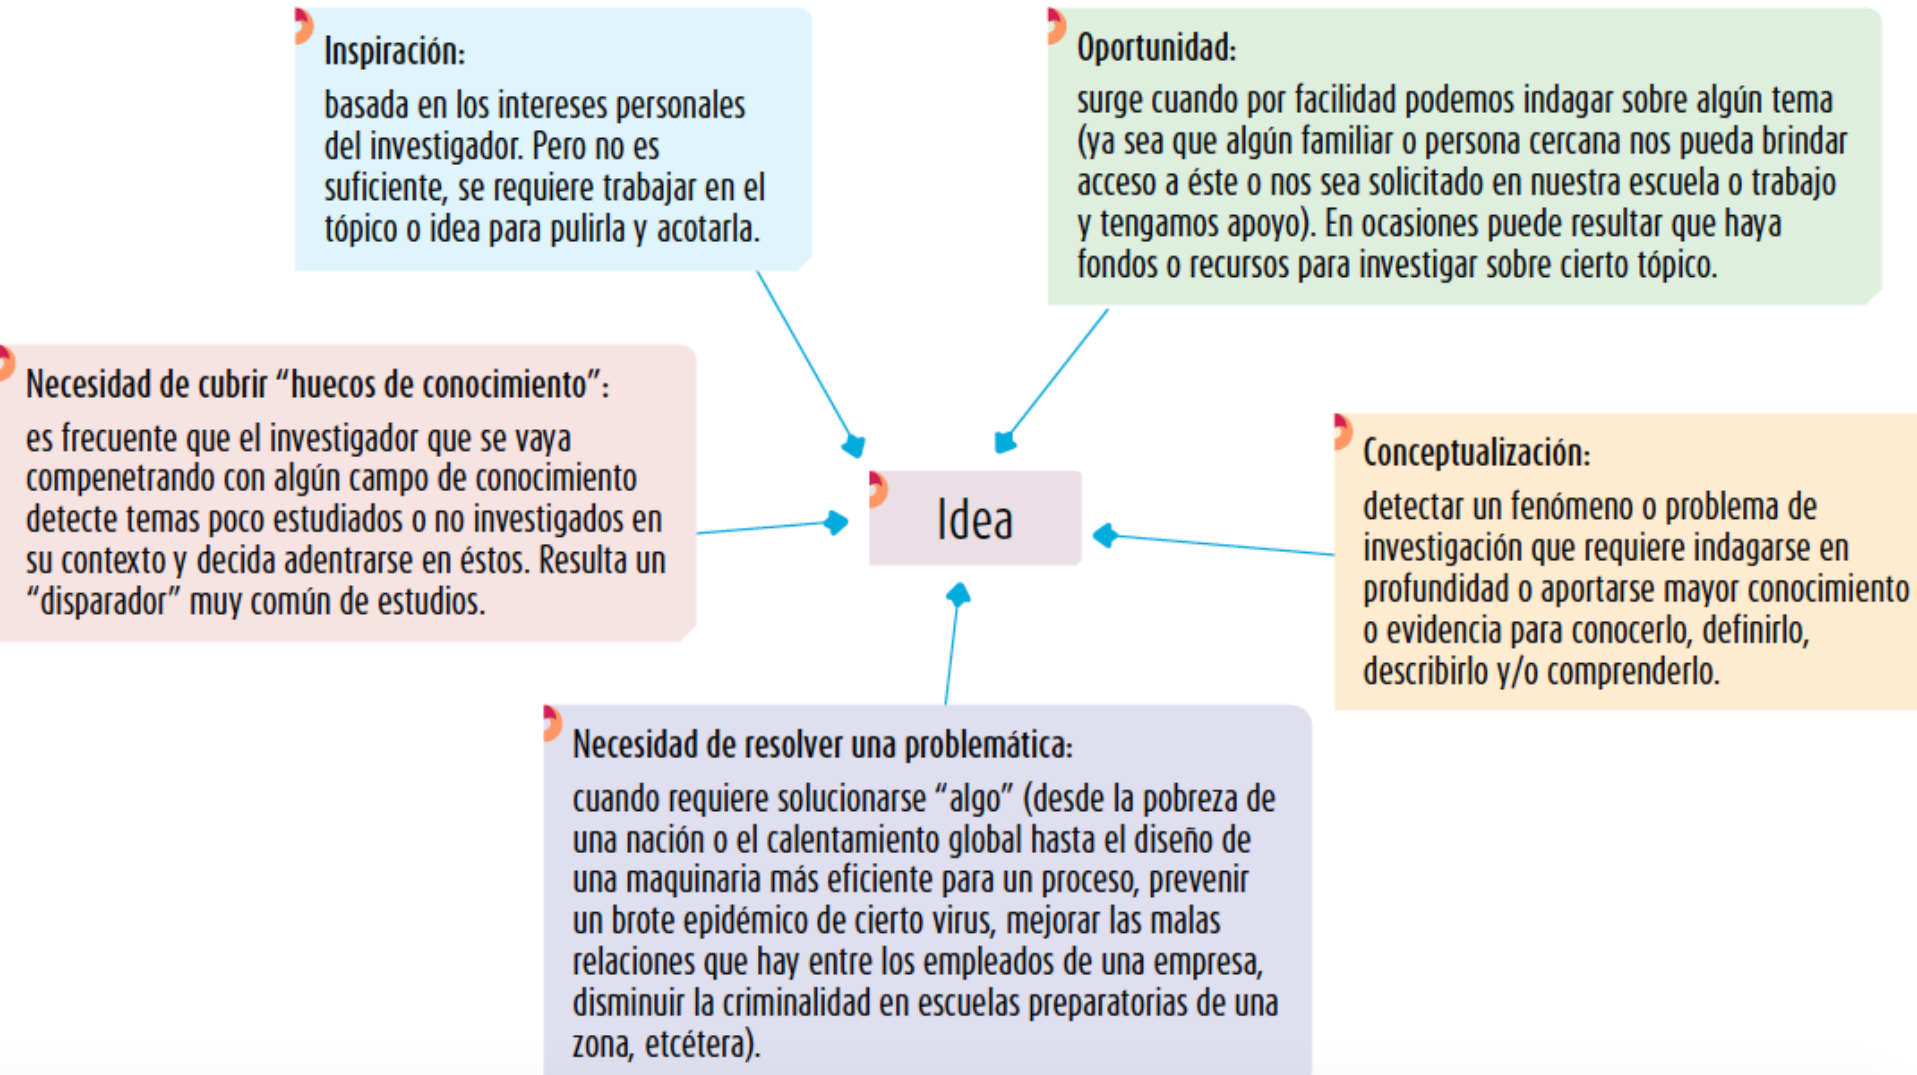 Inspiración:
basada en los intereses personales
del investigador. Pero no es
suficiente, se requiere trabajar en el
tópico o idea para pulirla y acotarla.
Oportunidad:
surge cuando por facilidad podemos indagar sobre algún tema
(ya sea que algún familiar o persona cercana nos pueda brindar
acceso a éste o nos sea solicitado en nuestra escuela o trabajo
y tengamos apoyo). En ocasiones puede resultar que haya
fondos o recursos para investigar sobre cierto tópico.
Necesidad de cubrir “huecos de conocimiento”:
es frecuente que el investigador que se vaya
compenetrando con algún campo de conocimiento
detecte temas poco estudiados o no investigados en
su contexto y decida adentrarse en éstos. Resulta un
“disparador” muy común de estudios.
Idea
Conceptualización:
detectar un fenómeno o problema de
investigación que requiere indagarse en
profundidad o aportarse mayor conocimiento
o evidencia para conocerlo, definirlo,
describirlo y/o comprenderlo.
Necesidad de resolver una problemática:
cuando requiere solucionarse “algo” (desde la pobreza de
una nación o el calentamiento global hasta el diseño de
una maquinaria más eficiente para un proceso, prevenir
un brote epidémico de cierto virus, mejorar las malas
relaciones que hay entre los empleados de una empresa,
disminuir la criminalidad en escuelas preparatorias de una
zona, etcétera).